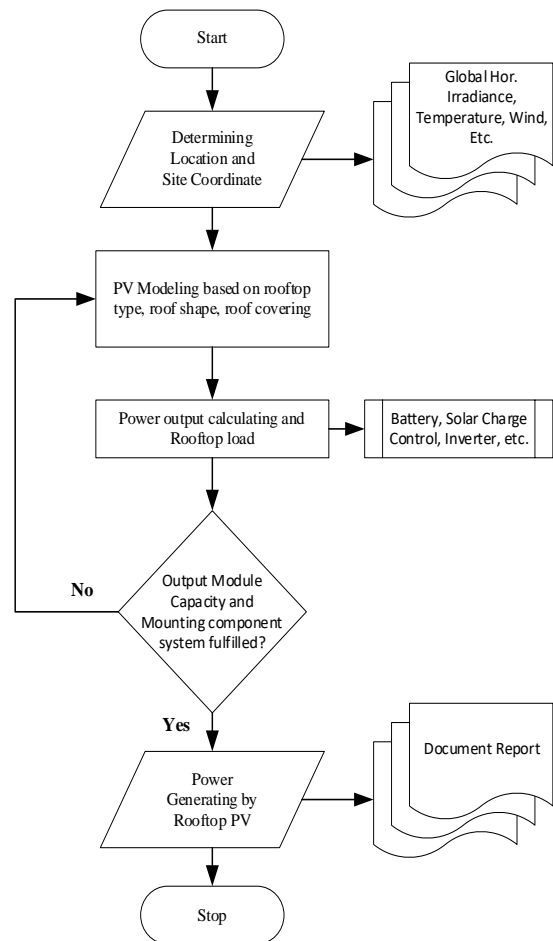 Start
Global Hor.
Irradiance,
Temperature, Wind,
Etc.
Determining
Location and
Site Coordinate
PV Modeling based on rooftop
type, roof shape, roof covering
Power output calculating and
Rooftop load
Battery, Solar Charge
Control, Inverter, etc.
No
Output Module
Capacity and
Mounting component
system fulfilled?
Yes
Power
Generating by
Rooftop PV
Document Report
Stop